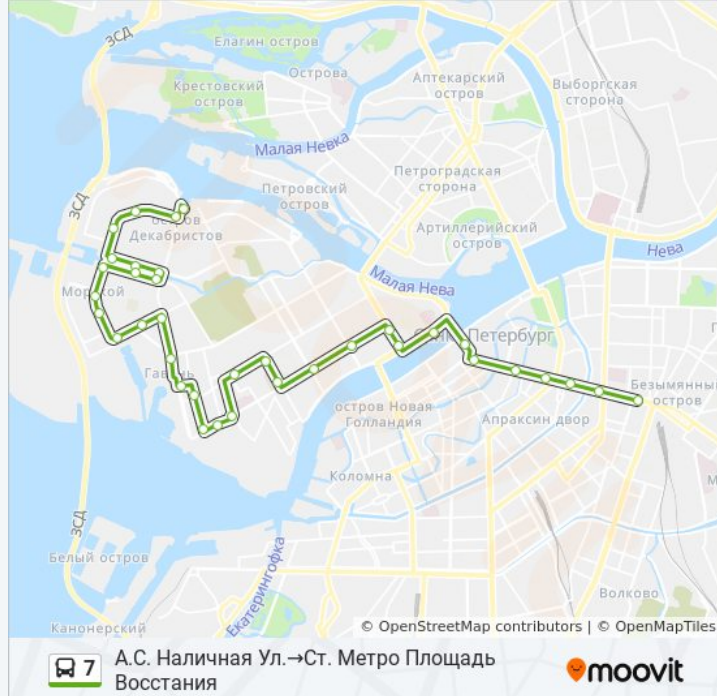 ЗСД
Елагин остров
Острова
Крестовский
остров
Аптекарский
остров
Выборгская
сторона
Малая Невка
Петроградская
сторона
Петровский
остров
ЗСД
остров
Декабристов
Артиллерийский
остров
Нева
Малая Нева
Морской
Санкт-Петербург
Гавань
Безымянный
остров
остров Новая
Голландия
Апраксин двор
Коломна
ЗСД
Белый остров
Екатерингофка
Волково
Канонерский
© OpenStreetMap contributors | © OpenMapTiles
7
А.С. Наличная Ул.→Ст. Метро Площадь
Восстания
moovit